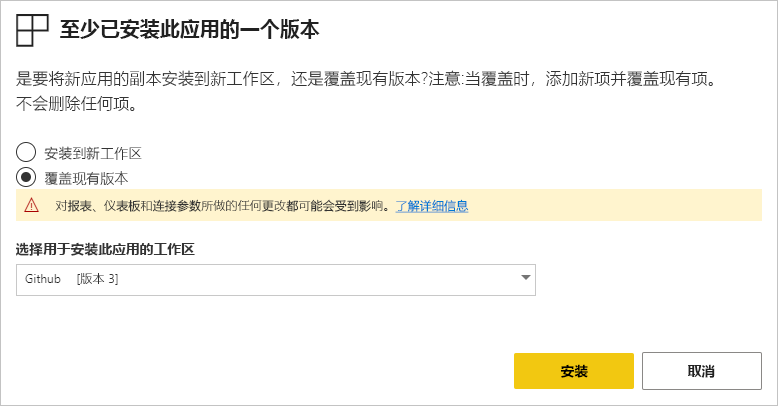 至少已安装此应用的一个版本
是要将新应用的副本安装到新工作区，还是覆盖现有版本?注意:当覆盖时，添加新项并覆盖现有项。
不会删除任何项。
安装到新工作区
覆盖现有版本
对报表、仪表板和连接参数所做的任何更改都可能会受到影响。了解详细信息
选择用于安装此应用的工作区
Github [版本 3]
安装
取消